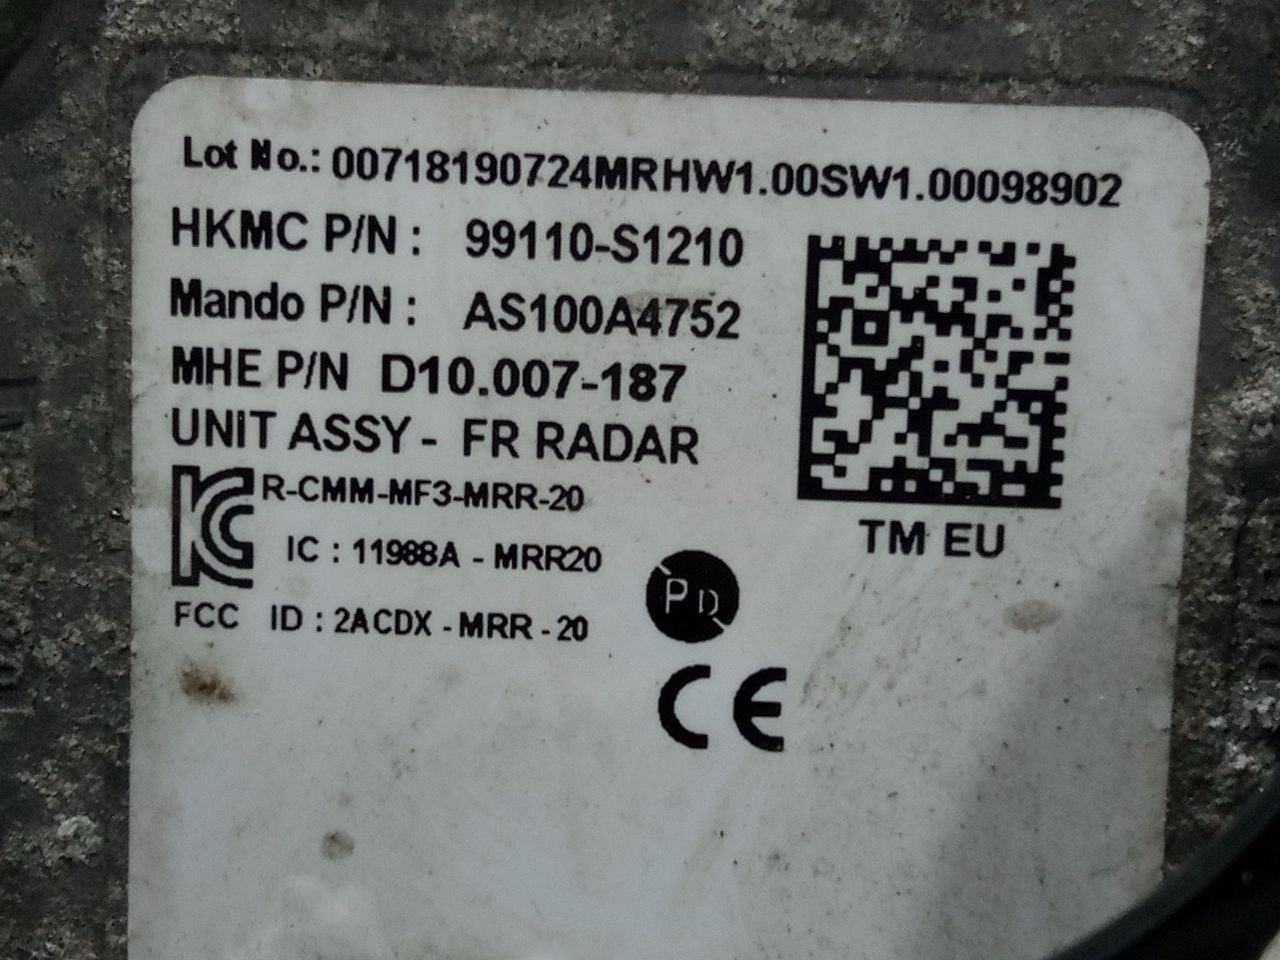 Lot No.: 00718190724MRHW1.00SW1.00098902
HKMC P/N : 99110-S1210
Mando P/N : AS100A4752
MHE P/N D10.007-187
UNIT ASSY - FR RADAR
R-CMM-MF3-MRR-20
IC : 11988A - MRR20
FCC ID : 2ACDX - MRR - 20
TM EU
PD
CE